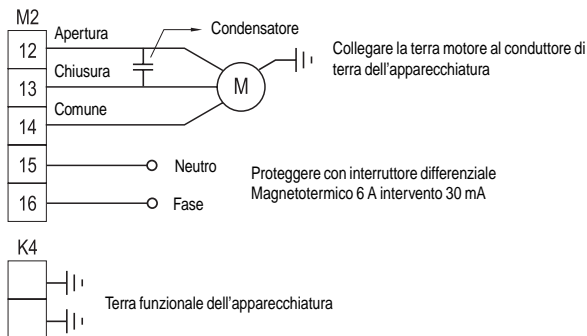 M2
12
Apertura
Condensatore
13
Chiusura
M
Collegare la terra motore al conduttore di
terra dell'apparecchiatura
14
Comune
15
Neutro
Proteggere con interruttore differenziale
Magnetotermico 6 A intervento 30 mA
16
Fase
K4
Terra funzionale dell'apparecchiatura